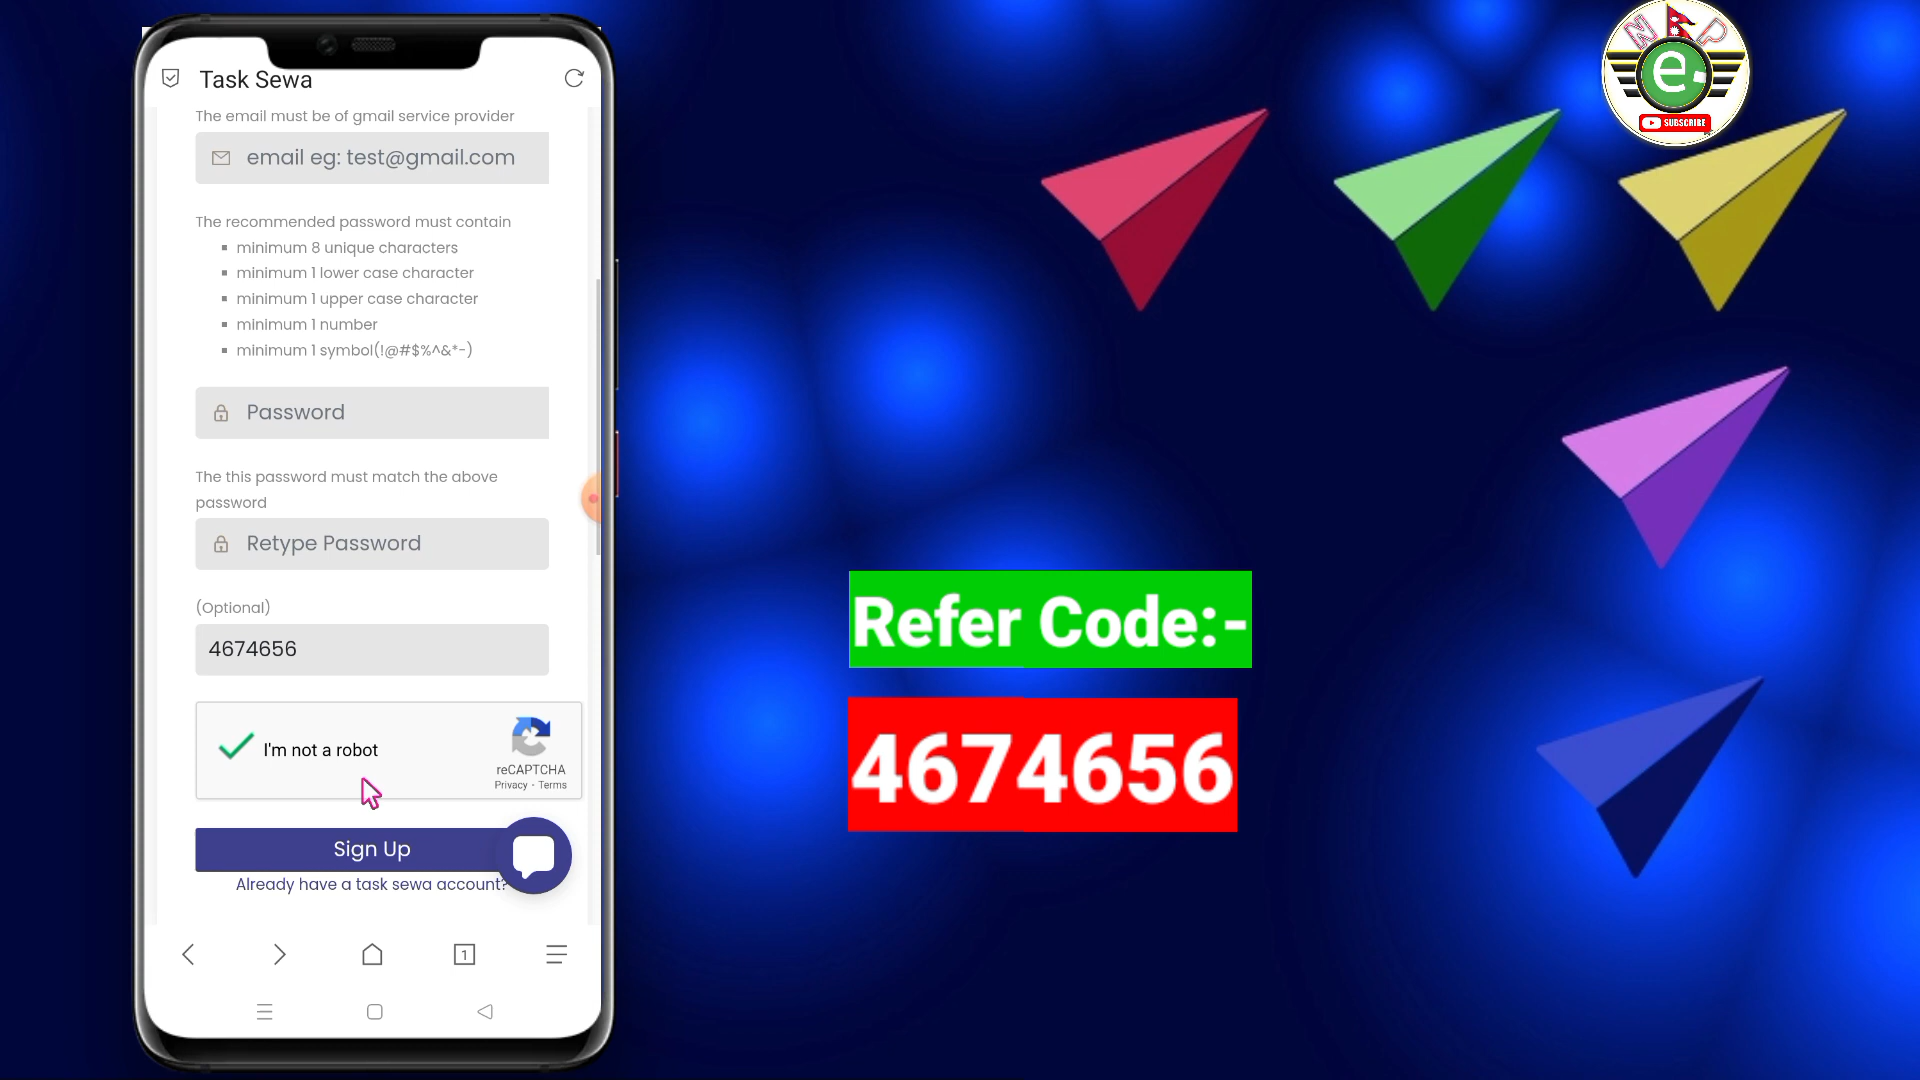 Task Sewa
The email must be of gmail service provider
email eg: test@gmail.com
The recommended password must contain
minimum 8 unique characters
minimum 1 lower case character
minimum 1 upper case character
minimum 1 number
minimum 1 symbol(!@#$%^&*-)
Password
The this password must match the above
password
Retype Password
(Optional)
4674656
I'm not a robot
reCAPTCHA
Privacy - Terms
Sign Up
Already have a task sewa account?
1
Refer Code:-
4674656
N P
e
SUBSCRIBE